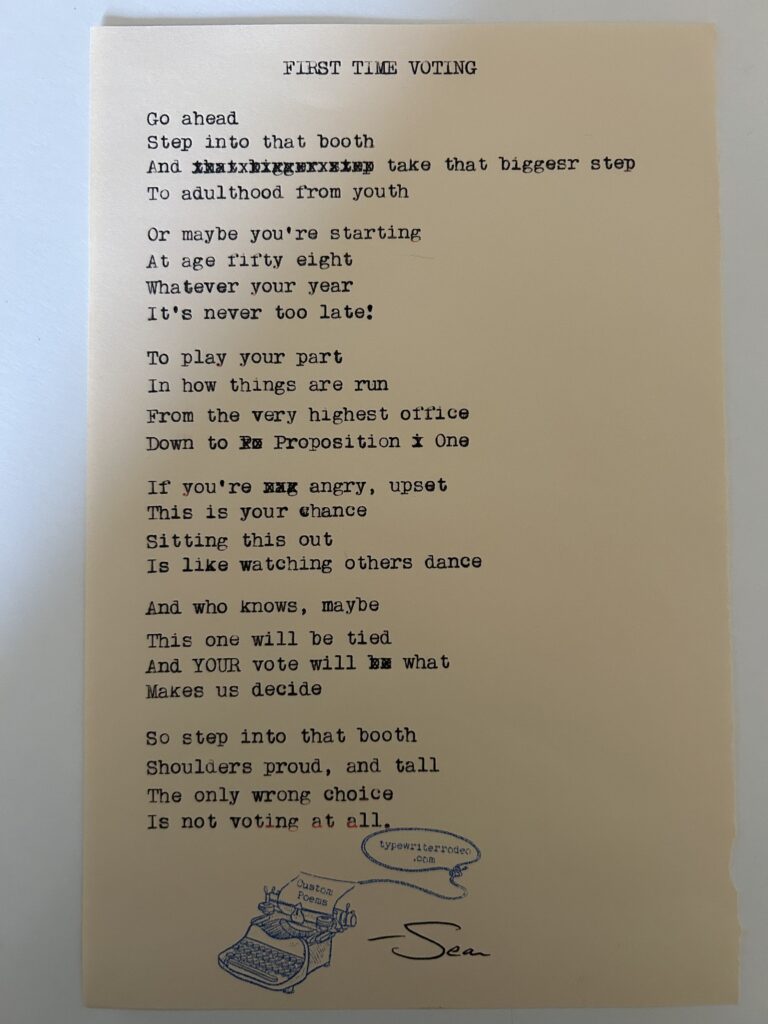 FIRST TIME VOTING
Go ahead
Step into that booth
And that bigger step take that biggesr step
To adulthood from youth
Or maybe you're starting
At age fifty eight
Whatever your year
It's never too late!
To play your part
In how things are run
From the very highest office
Down to Proposition i One
If you're angry, upset
This is your chance
Sitting this out
Is like watching others dance
And who knows, maybe
This one will be tied
And YOUR vote will be what
Makes us decide
So step into that booth
Shoulders proud, and tall
The only wrong choice
Is not voting at all.
typewriterrodeo
.com
Custom
Poems
-Sean